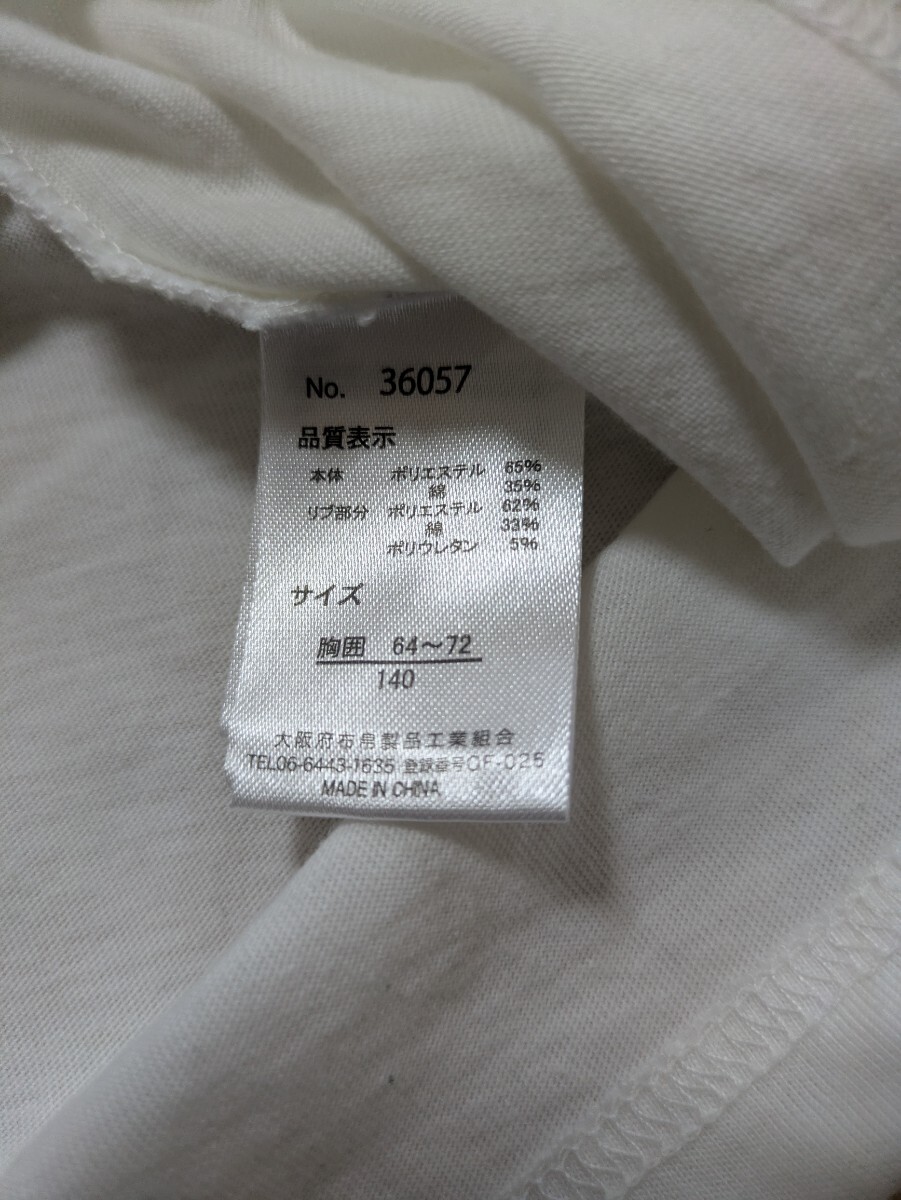 No. 36057
品質表示
本体 ポリエステル 65%
綿 35%
リブ部分 ポリエステル 62%
綿 33%
ポリウレタン 5%
サイズ
胸囲 64～72
140
大阪府布帛製品工業組合
TEL06-6443-1635 登録番号OF-025
MADE IN CHINA